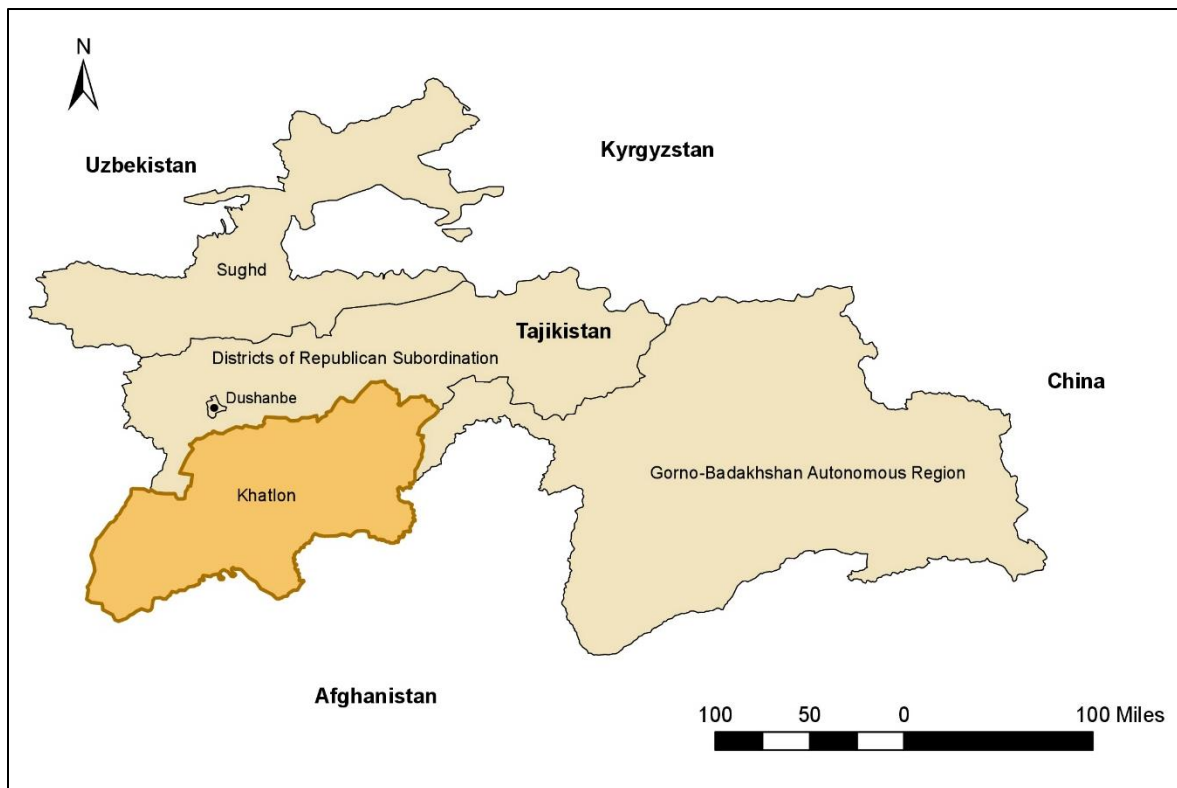 N
Uzbekistan
Kyrgyzstan
Sughd
Tajikistan
Districts of Republican Subordination
China
Dushanbe
Gorno-Badakhshan Autonomous Region
Khatlon
Afghanistan
100 50 0 100 Miles